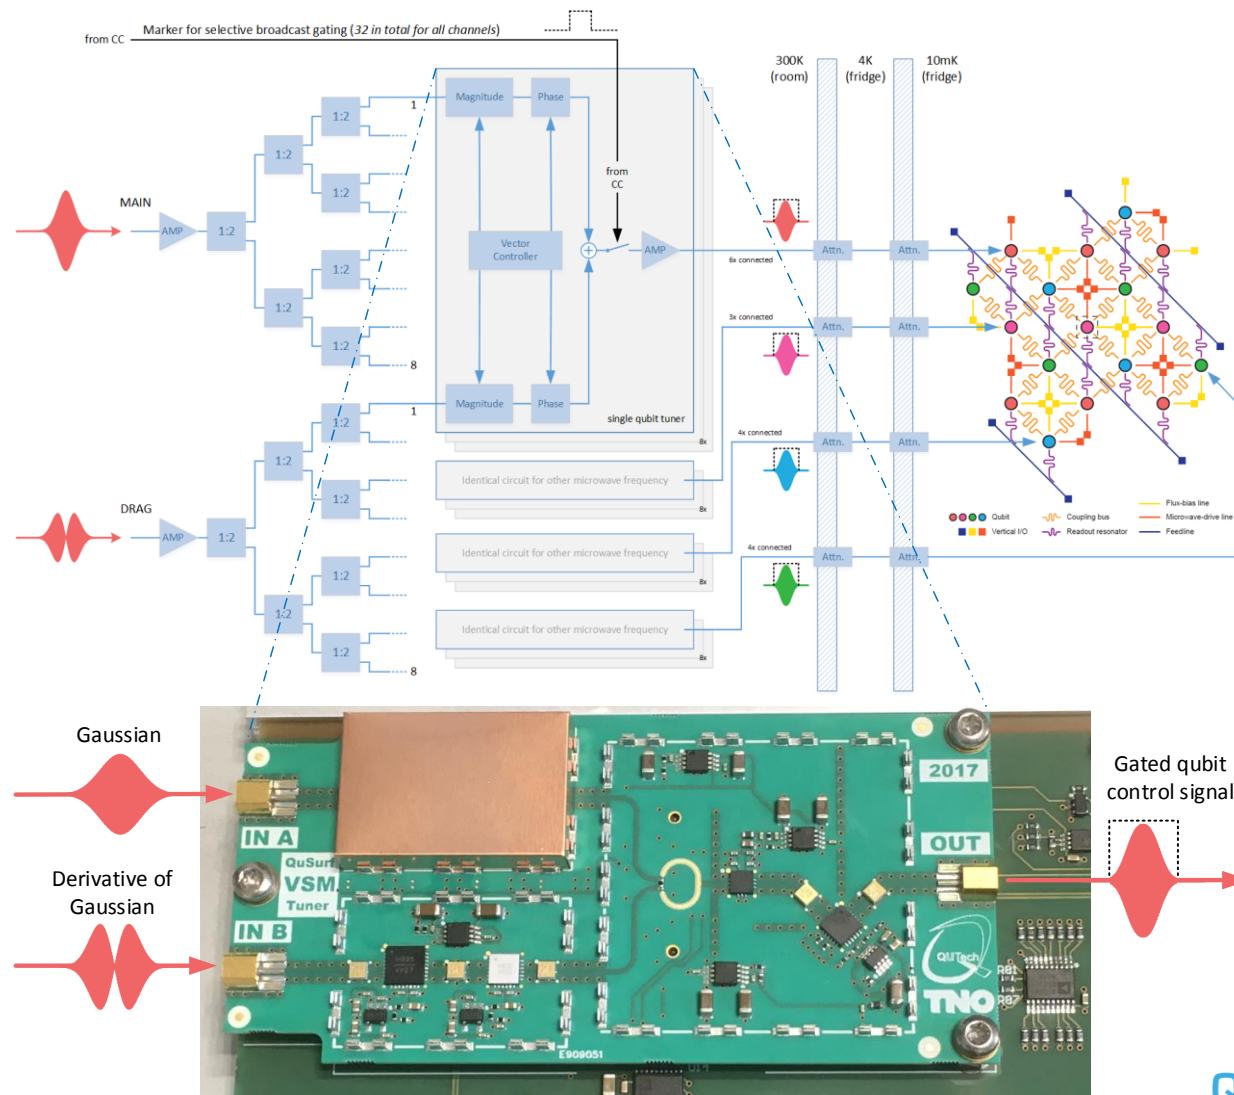 Marker for selective broadcast gating (32 in total for all channels)
from CC
300K
(room)
4K
(fridge)
10mK
(fridge)
1:2
1
Magnitude
Phase
1:2
1:2
from
CC
MAIN
AMP
1:2
1:2
Vector
Controller
AMP
6x connected
Attn.
Attn.
1:2
1:2
3x connected
Attn.
Attn.
8
1:2
1
Magnitude
Phase
single qubit tuner
8x
4x connected
Attn.
Attn.
1:2
Identical circuit for other microwave frequency
8x
1:2
DRAG
AMP
1:2
Identical circuit for other microwave frequency
8x
4x connected
Attn.
Attn.
1:2
1:2
Identical circuit for other microwave frequency
8x
1:2
8
Qubit
Coupling bus
Flux-bias line
Microwave-drive line
Vertical I/O
Readout resonator
Feedline
Gaussian
Derivative of
Gaussian
IN A
QuSurf
VSM
Tuner
IN B
2017
OUT
QuTech
TNO
R81
R87
E909051
Gated qubit
control signal
Q